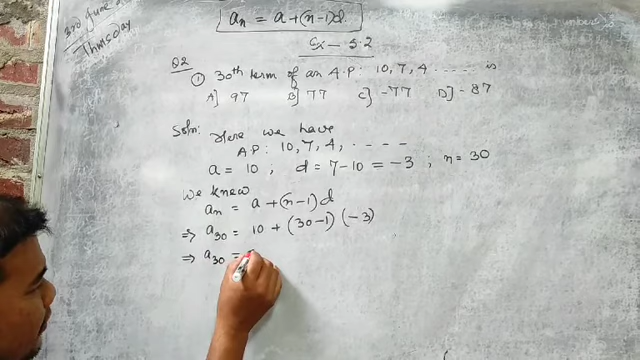 3rd June
Thursday
an = a + (n-1)d.
Ex - 5.2
Q2
① 30th term of an A.P: 10, 7, 4 ..... is
A] 97 B] 77 C] -77 D] -87
Soln: Here we have
A.P: 10, 7, 4, . - - - -
a = 10 ; d = 7-10 = -3 ; n = 30
We know
an = a + (n-1) d
⇒ a30 = 10 + (30-1) (-3)
⇒ a30 =